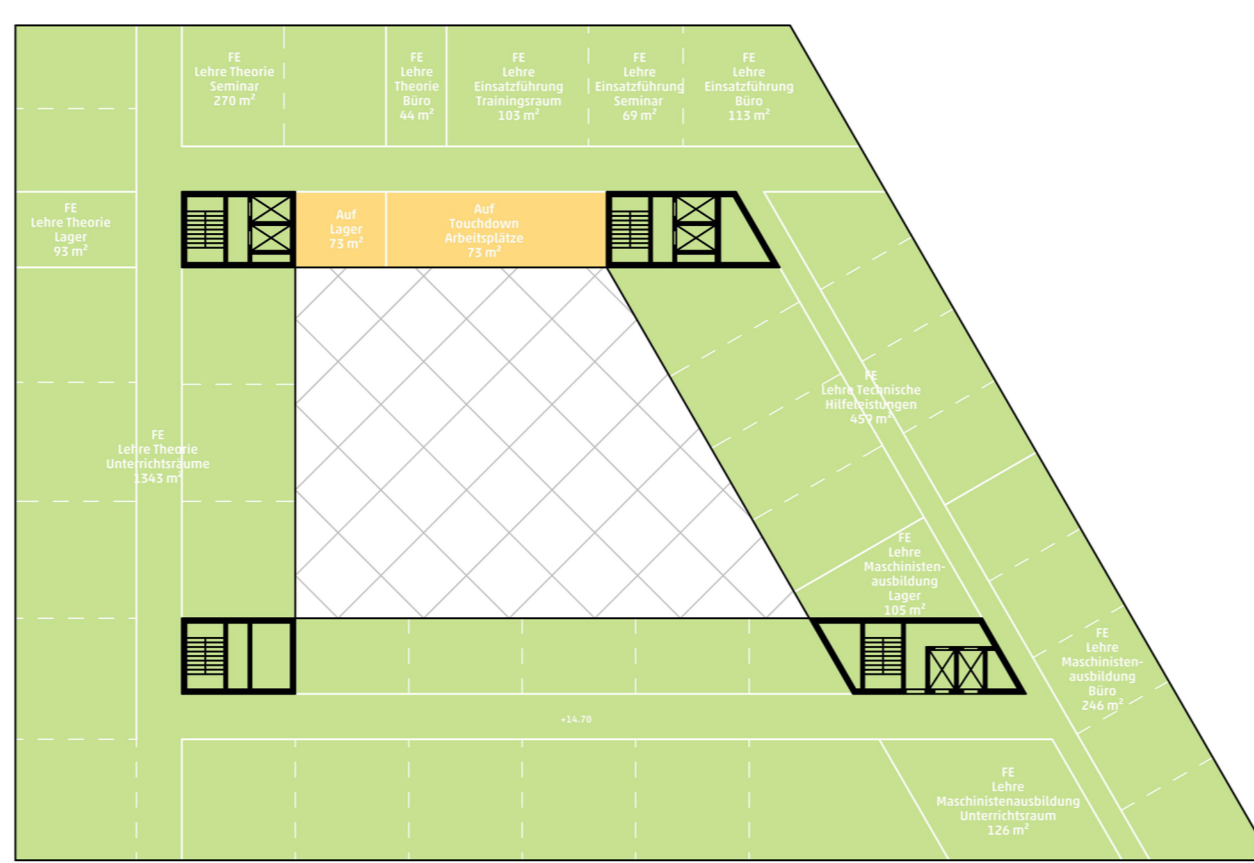 FE
Lehre Theorie
Seminar
270 m²
FE
Lehre
Theorie
Büro
44 m²
FE
Lehre
Einsatzführung
Trainingsraum
103 m²
FE
Lehre
Einsatzführung
Seminar
69 m²
FE
Lehre
Einsatzführung
Büro
113 m²
FE
Lehre Theorie
Lager
93 m²
Auf
Lager
73 m²
Auf
Touchdown
Arbeitsplätze
73 m²
FE
Lehre Technische
Hilfeleistungen
459 m²
FE
Lehre Theorie
Unterrichtsräume
1343 m²
FE
Lehre
Maschinisten-
ausbildung
Lager
105 m²
FE
Lehre
Maschinisten-
ausbildung
Büro
246 m²
+14.70
FE
Lehre
Maschinistenausbildung
Unterrichtsraum
126 m²